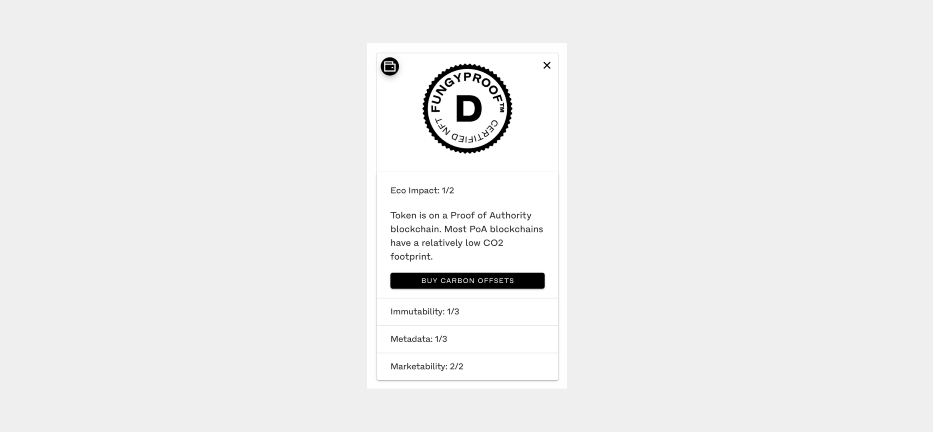 FUNGYPROOF™
D
CERTIFIED NFT
Eco Impact: 1/2
Token is on a Proof of Authority
blockchain. Most PoA blockchains
have a relatively low CO2
footprint.
BUY CARBON OFFSETS
Immutability: 1/3
Metadata: 1/3
Marketability: 2/2